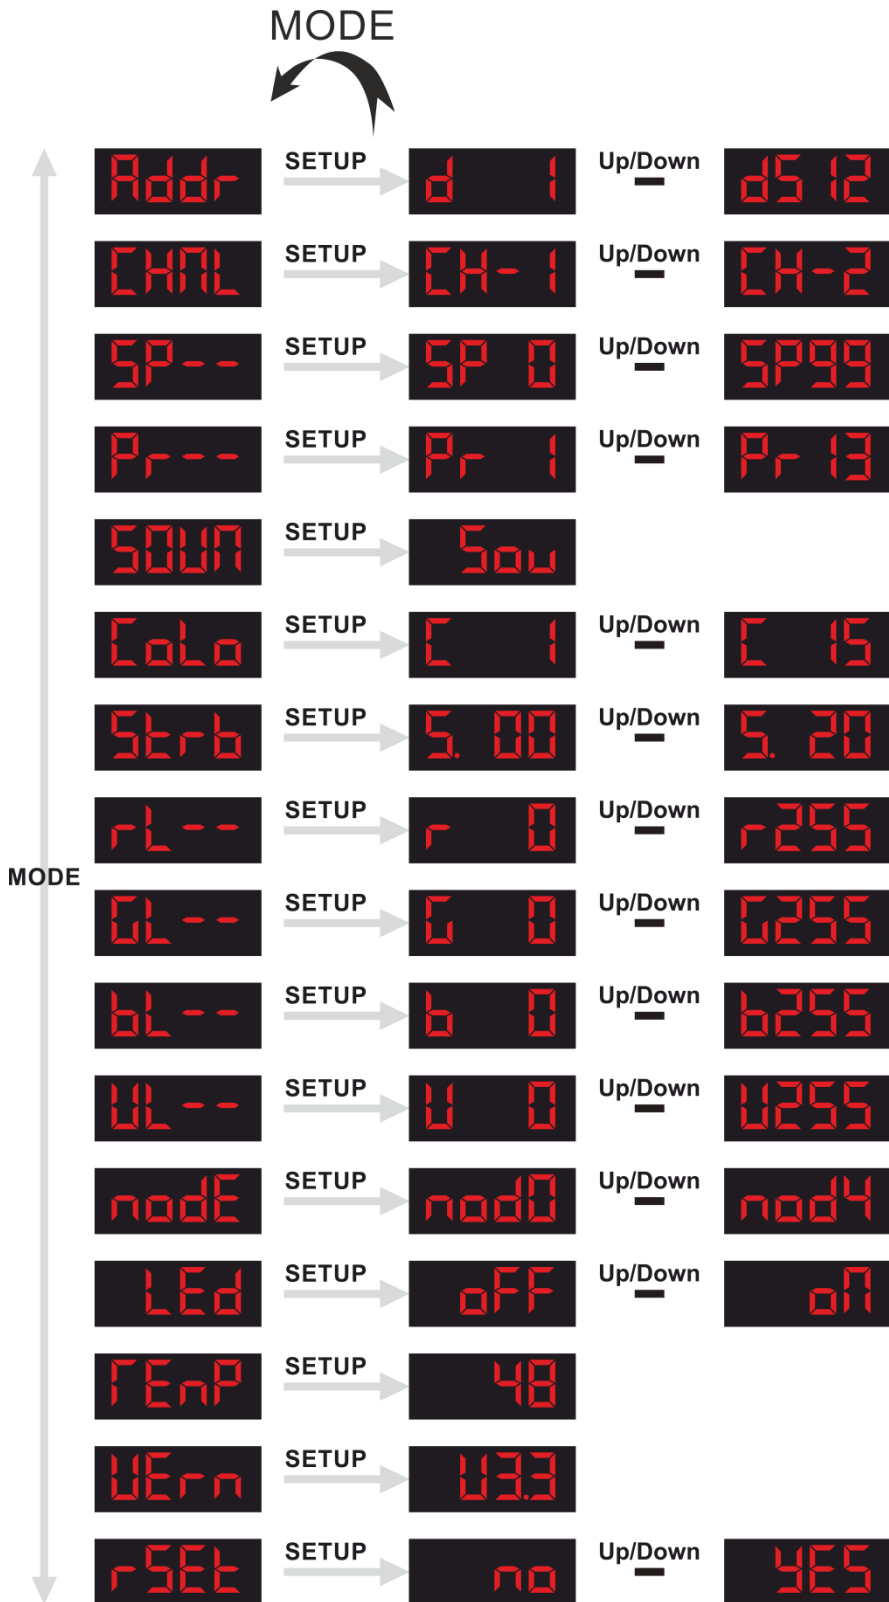 MODE
Addr SETUP d 1 Up/Down d512
CHNL SETUP CH-1 Up/Down CH-2
SP-- SETUP SP 0 Up/Down SP99
Pr-- SETUP Pr 1 Up/Down Pr13
SOUN SETUP Sou
CoLo SETUP C 1 Up/Down C 15
Strb SETUP S. 00 Up/Down S. 20
rL-- SETUP r 0 Up/Down r255
MODE
GL-- SETUP G 0 Up/Down G255
bL-- SETUP b 0 Up/Down b255
UL-- SETUP U 0 Up/Down U255
nodE SETUP nod0 Up/Down nod4
LEd SETUP oFF Up/Down on
TEnP SETUP 48
VErn SETUP V3.3
rSEt SETUP no Up/Down YES